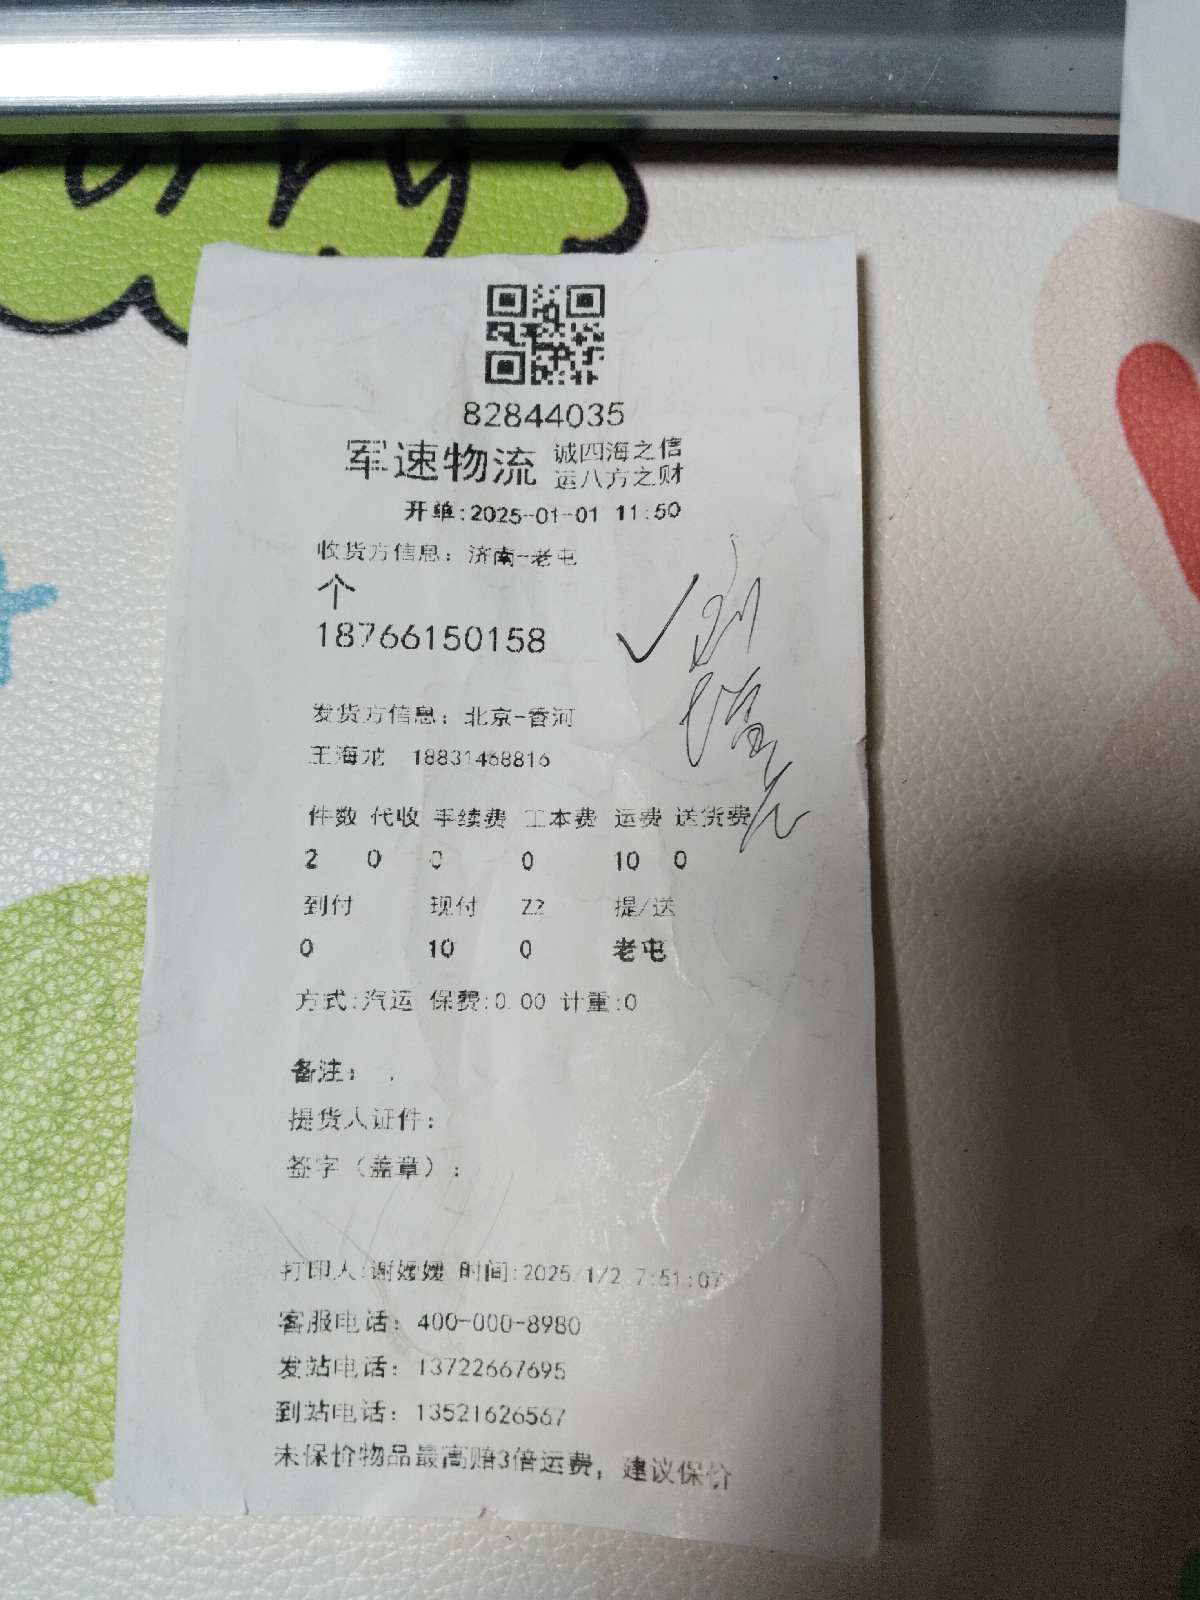 82844035
军速物流 诚四海之信
运八方之财
开单:2025-01-01 11:50
收货方信息：济南-老屯
个
18766150158
发货方信息：北京-香河
王海龙 18831468816
件数 代收 手续费 工本费 运费 送货费
2 0 0 0 10 0
到付 现付 ZZ 提/送
0 10 0 老屯
方式:汽运 保费:0.00 计重:0
备注： .
提货人证件：
签字（盖章）：
打印人:谢嫒嫒 时间:2025/1/2 7:51:07
客服电话：400-000-8980
发站电话：13722667695
到站电话：13521626567
未保价物品最高赔3倍运费，建议保价